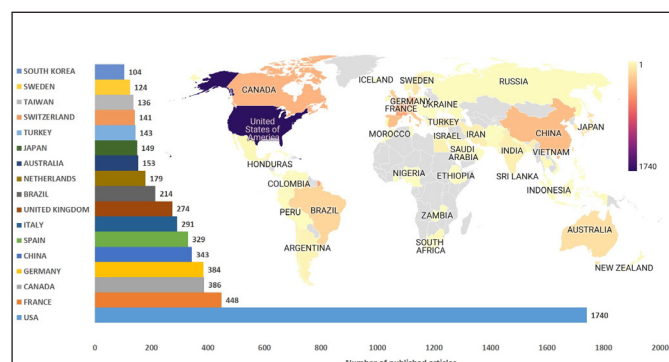 SOUTH KOREA 104
SWEDEN 124
TAIWAN 136
SWITZERLAND 141
TURKEY 143
JAPAN 149
AUSTRALIA 153
NETHERLANDS 179
BRAZIL 214
UNITED KINGDOM 274
ITALY 291
SPAIN 329
CHINA 343
GERMANY 384
CANADA 386
FRANCE 448
USA 1740
0 200 400 600 800 1000 1200 1400 1600 1800 2000
Number of published articles
ICELAND
SWEDEN
RUSSIA
CANADA
GERMANY
UKRAINE
FRANCE
United
States of
America
TURKEY
JAPAN
CHINA
MOROCCO
ISRAEL
IRAN
SAUDI
ARABIA
INDIA
VIETNAM
HONDURAS
NIGERIA
ETHIOPIA
SRI LANKA
COLOMBIA
INDONESIA
PERU
BRAZIL
ZAMBIA
AUSTRALIA
ARGENTINA
SOUTH
AFRICA
NEW ZEALAND
1
1740